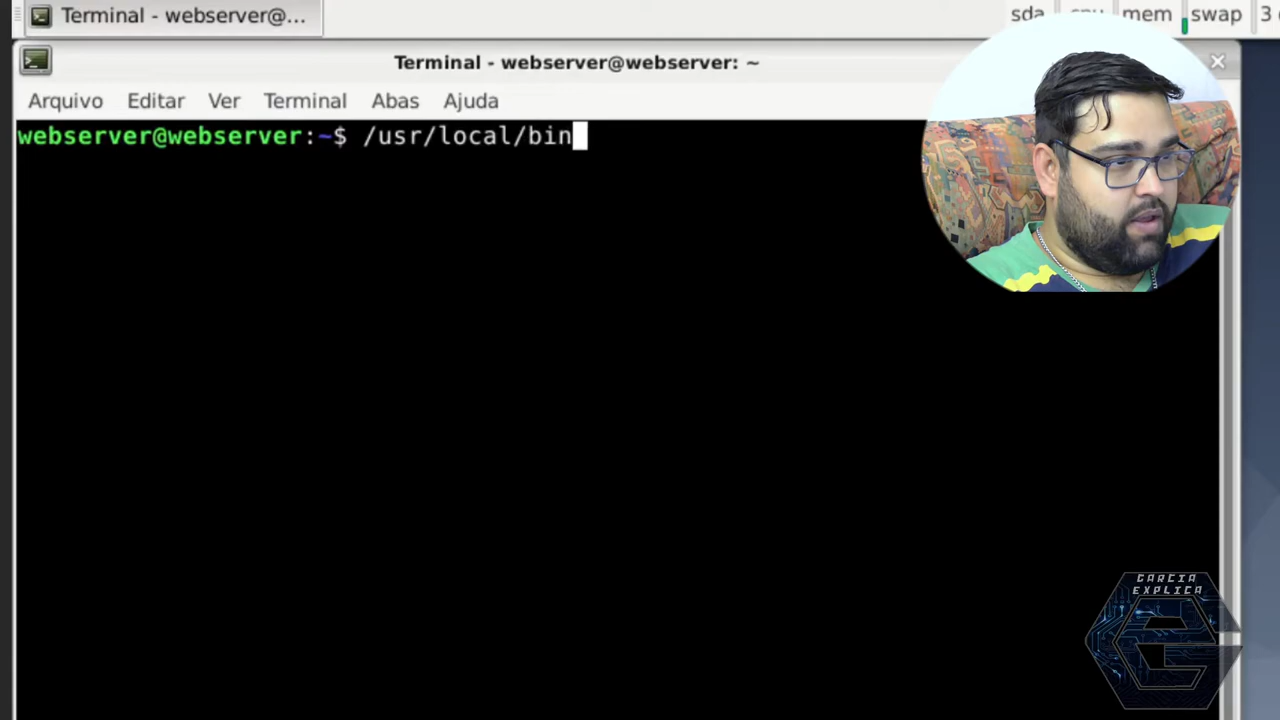 Terminal - webserver@...
sda cpu mem swap 3
Terminal - webserver@webserver: ~
Arquivo Editar Ver Terminal Abas Ajuda
webserver@webserver:~$ /usr/local/bin
GARCIA
EXPLICA